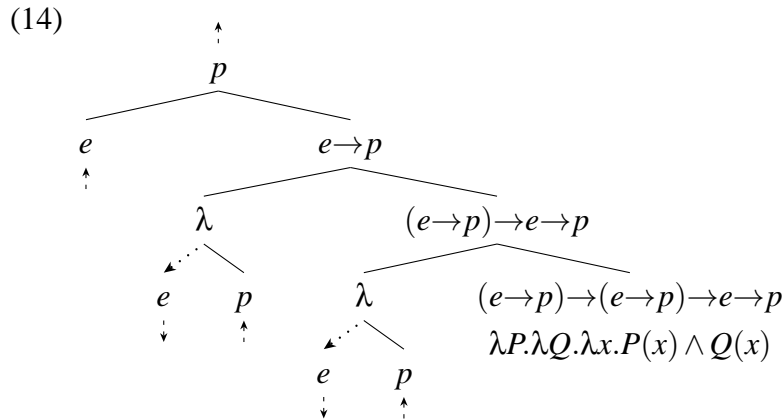 (14)
p
e e→p
λ (e→p)→e→p
e p λ (e→p)→(e→p)→e→p
λP.λQ.λx.P(x) ∧ Q(x)
e p